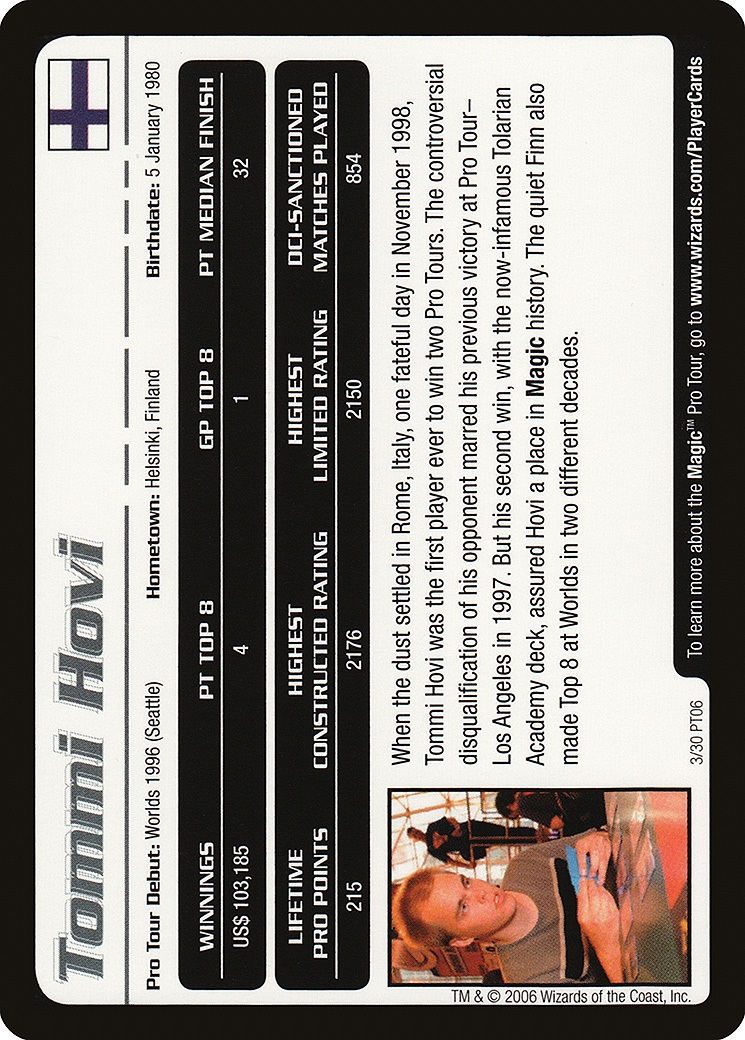 Tommi Hovi
Pro Tour Debut: Worlds 1996 (Seattle) Hometown: Helsinki, Finland Birthdate: 5 January 1980
WINNINGS PT TOP 8 GP TOP 8 PT MEDIAN FINISH
US$ 103,185 4 1 32
LIFETIME HIGHEST HIGHEST DCI-SANCTIONED
PRO POINTS CONSTRUCTED RATING LIMITED RATING MATCHES PLAYED
215 2176 2150 854
When the dust settled in Rome, Italy, one fateful day in November 1998,
Tommi Hovi was the first player ever to win two Pro Tours. The controversial
disqualification of his opponent marred his previous victory at Pro Tour–
Los Angeles in 1997. But his second win, with the now-infamous Tolarian
Academy deck, assured Hovi a place in Magic history. The quiet Finn also
made Top 8 at Worlds in two different decades.
TM & © 2006 Wizards of the Coast, Inc.
3/30 PT06
To learn more about the Magic™ Pro Tour, go to www.wizards.com/PlayerCards